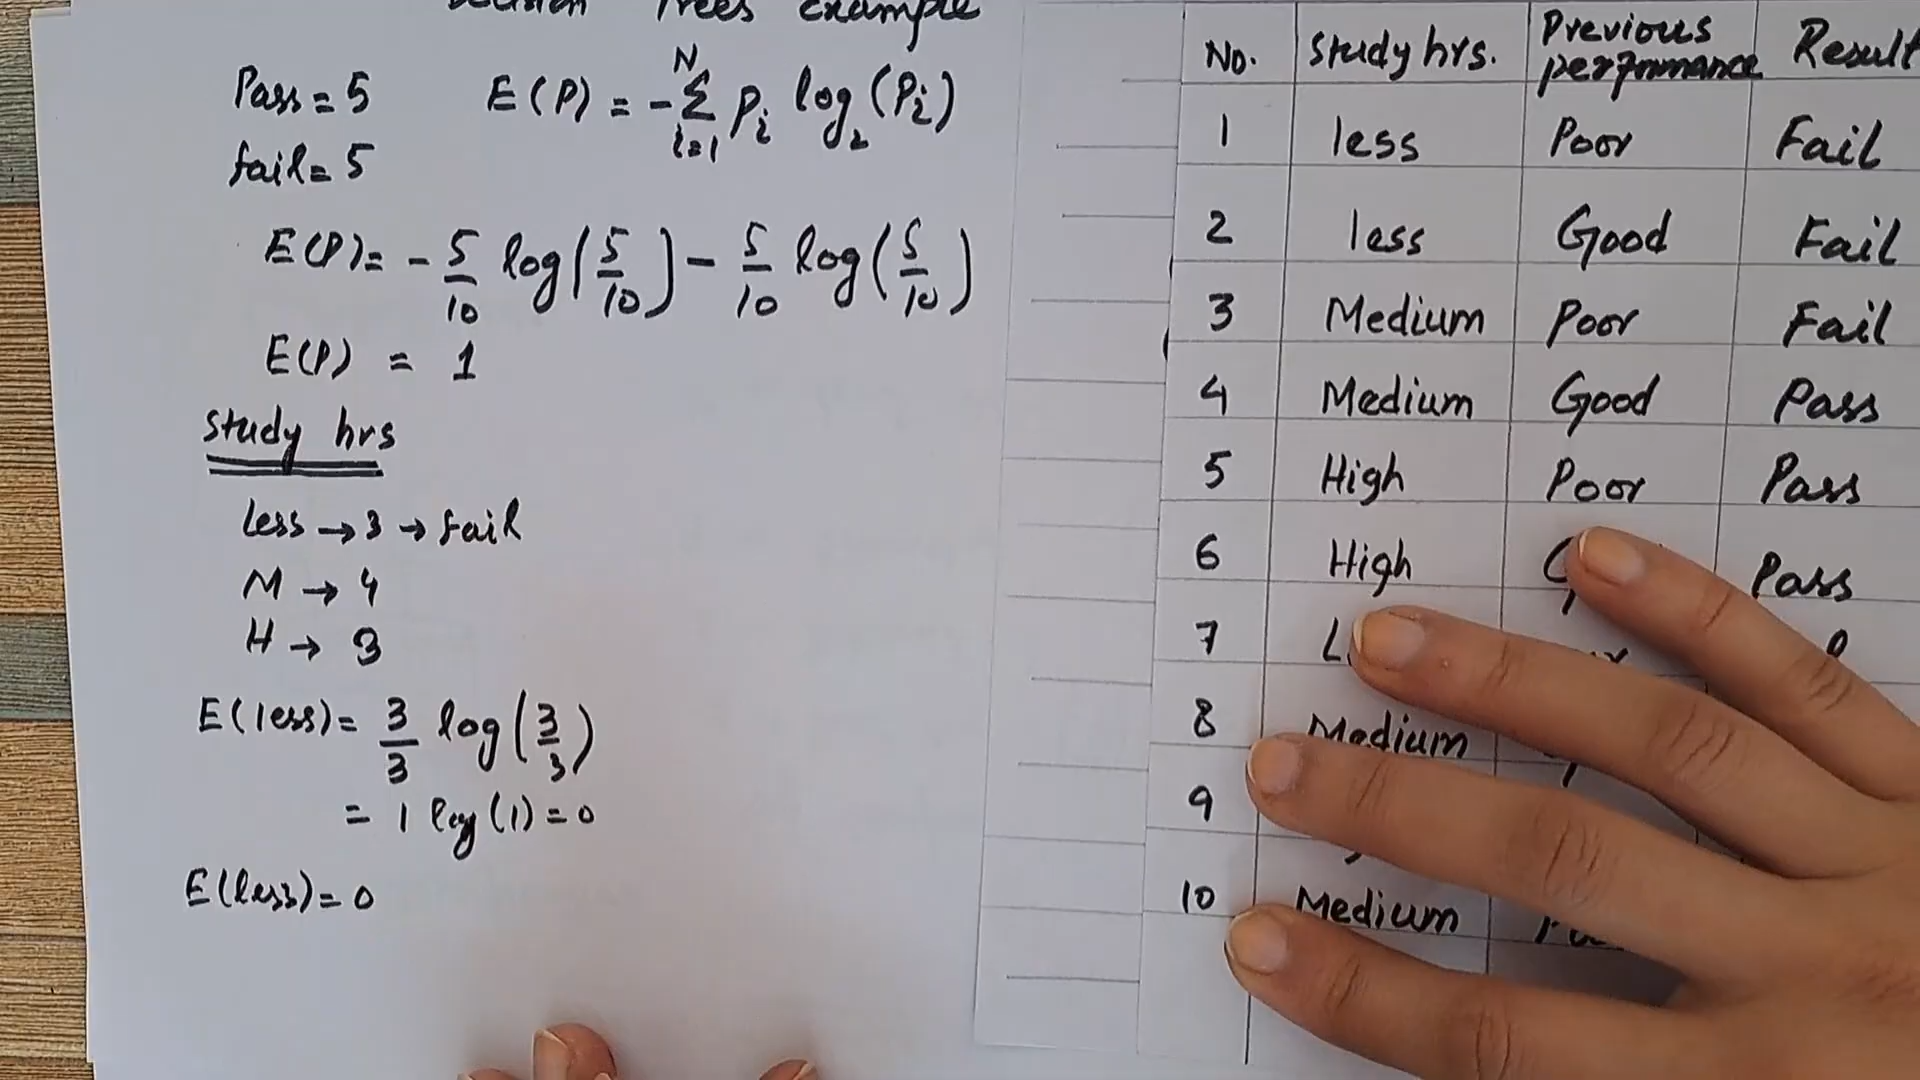 Decision Trees example
Pass = 5
fail = 5
E(P) = -N∑i=1 Pi log2(Pi)
E(P) = - 5/10 log(5/10) - 5/10 log(5/10)
E(P) = 1
study hrs
Less → 3 → fail
M → 4
H → 3
E(less) = 3/3 log(3/3)
= 1 log(1) = 0
E(less) = 0
No. Study hrs. Previous performance Result
1 less Poor Fail
2 less Good Fail
3 Medium Poor Fail
4 Medium Good Pass
5 High Poor Pass
6 High Pass
7
8 Medium
9
10 Medium